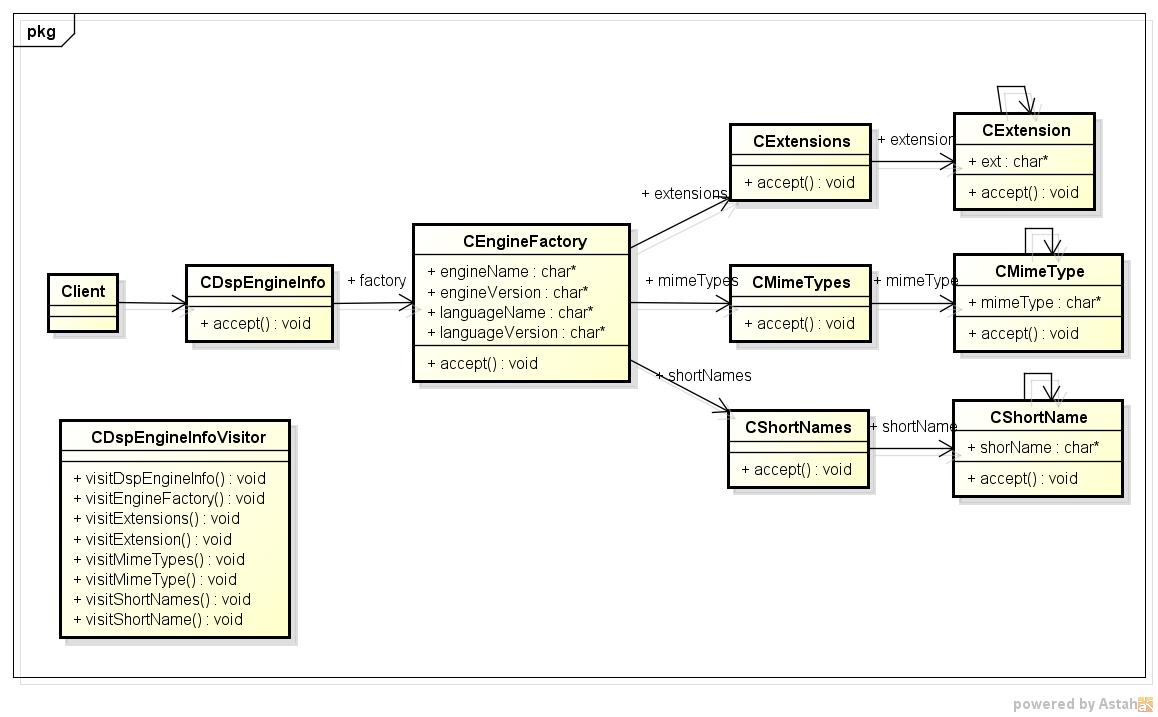 pkg
Client
CDspEngineInfo
+ accept() : void
+ factory
CEngineFactory
+ engineName : char*
+ engineVersion : char*
+ languageName : char*
+ languageVersion : char*
+ accept() : void
+ extensions
CExtensions
+ accept() : void
+ extension
CExtension
+ ext : char*
+ accept() : void
+ mimeTypes
CMimeTypes
+ accept() : void
+ mimeType
CMimeType
+ mimeType : char*
+ accept() : void
+ shortNames
CShortNames
+ accept() : void
+ shortName
CShortName
+ shorName : char*
+ accept() : void
CDspEngineInfoVisitor
+ visitDspEngineInfo() : void
+ visitEngineFactory() : void
+ visitExtensions() : void
+ visitExtension() : void
+ visitMimeTypes() : void
+ visitMimeType() : void
+ visitShortNames() : void
+ visitShortName() : void
powered by Astah